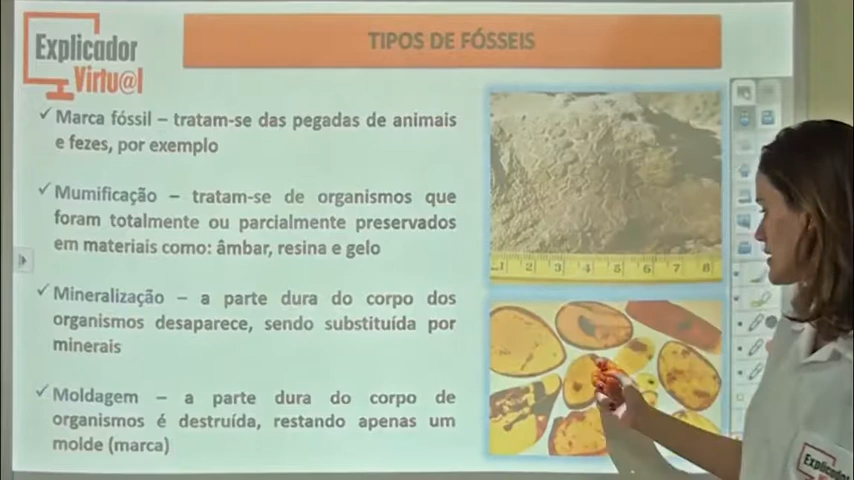 Explicador
Virtu@l
TIPOS DE FÓSSEIS
✓ Marca fóssil – tratam-se das pegadas de animais
e fezes, por exemplo
✓ Mumificação – tratam-se de organismos que
foram totalmente ou parcialmente preservados
em materiais como: âmbar, resina e gelo
✓ Mineralização – a parte dura do corpo dos
organismos desaparece, sendo substituída por
minerais
✓ Moldagem – a parte dura do corpo de
organismos é destruída, restando apenas um
molde (marca)
1 2 3 4 5 6 7 8
Explicador